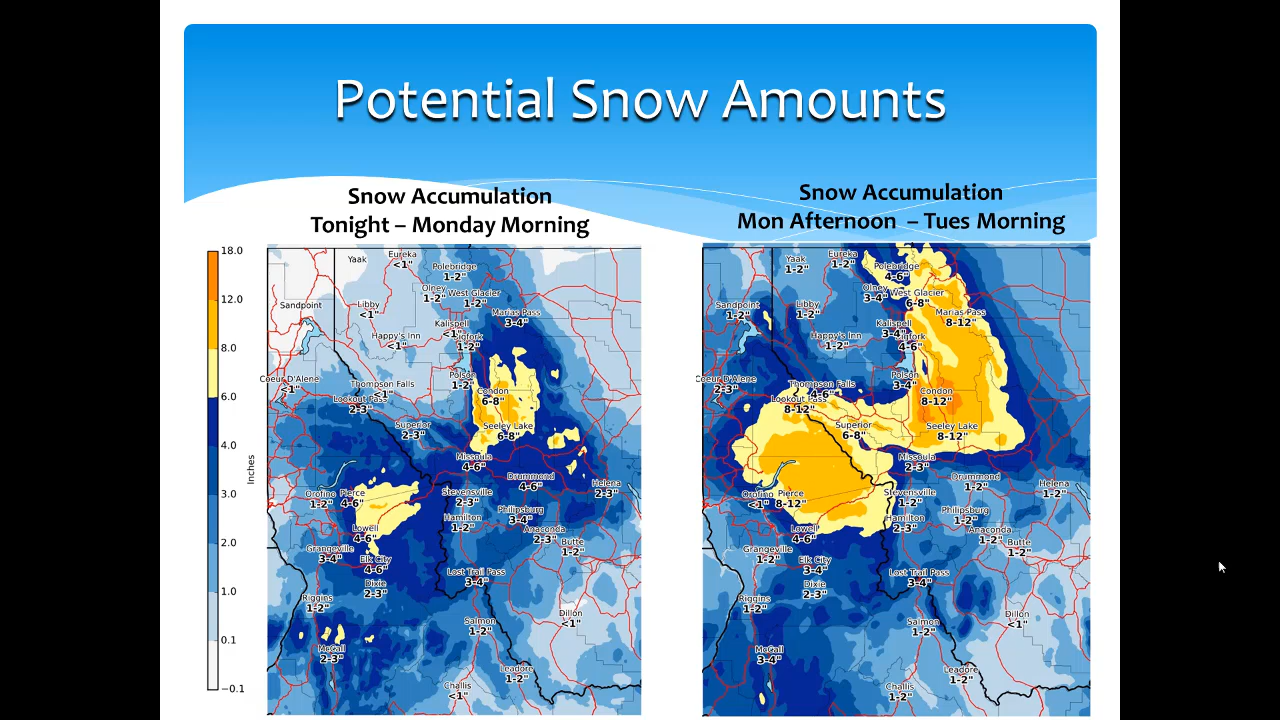 Potential Snow Amounts
Snow Accumulation
Tonight – Monday Morning
Snow Accumulation
Mon Afternoon – Tues Morning
18.0
12.0
8.0
6.0
4.0
3.0
2.0
1.0
0.1
−0.1
Inches
Yaak
Eureka
<1"
Polebridge
1-2"
Olney
1-2"
West Glacier
1-2"
Sandpoint
Libby
<1"
Marias Pass
3-4"
Kalispell
<1"
Happy's Inn
<1"
1-2"
Coeur D'Alene
<1"
Thompson Falls
<1"
Polson
1-2"
Condon
6-8"
Lookout Pass
2-3"
Superior
2-3"
Seeley Lake
6-8"
Missoula
4-6"
Drummond
4-6"
Helena
2-3"
Orofino
1-2"
Pierce
4-6"
Stevensville
2-3"
Hamilton
1-2"
Philipsburg
3-4"
Anaconda
2-3"
Butte
1-2"
Lowell
4-6"
Grangeville
3-4"
Elk City
4-6"
Dixie
2-3"
Lost Trail Pass
3-4"
Riggins
1-2"
Salmon
1-2"
Dillon
<1"
McCall
2-3"
Leadore
1-2"
Challis
<1"
Yaak
1-2"
Eureka
1-2"
Polebridge
4-6"
Olney
3-4"
West Glacier
6-8"
Sandpoint
1-2"
Libby
1-2"
Marias Pass
8-12"
Kalispell
3-4"
Happy's Inn
1-2"
4-6"
Coeur D'Alene
2-3"
Thompson Falls
4-6"
Polson
3-4"
Condon
8-12"
Lookout Pass
8-12"
Superior
6-8"
Seeley Lake
8-12"
Missoula
2-3"
Drummond
1-2"
Helena
1-2"
Orofino
<1"
Pierce
8-12"
Stevensville
1-2"
Hamilton
2-3"
Philipsburg
1-2"
Anaconda
1-2"
Butte
1-2"
Lowell
4-6"
Grangeville
1-2"
Elk City
3-4"
Dixie
2-3"
Lost Trail Pass
3-4"
Riggins
1-2"
Salmon
1-2"
Dillon
<1"
McCall
3-4"
Leadore
1-2"
Challis
1-2"